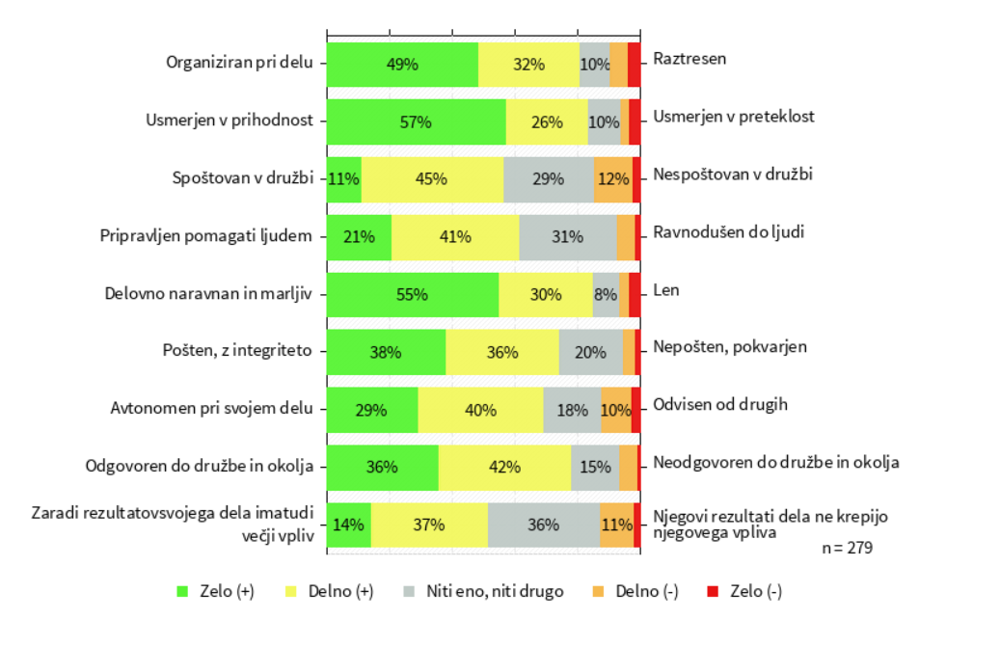 Organiziran pri delu 49% 32% 10% Raztresen
Usmerjen v prihodnost 57% 26% 10% Usmerjen v preteklost
Spoštovan v družbi 11% 45% 29% 12% Nespoštovan v družbi
Pripravljen pomagati ljudem 21% 41% 31% Ravnodušen do ljudi
Delovno naravnan in marljiv 55% 30% 8% Len
Pošten, z integriteto 38% 36% 20% Nepošten, pokvarjen
Avtonomen pri svojem delu 29% 40% 18% 10% Odvisen od drugih
Odgovoren do družbe in okolja 36% 42% 15% Neodgovoren do družbe in okolja
Zaradi rezultatovsvojega dela imatudi
večji vpliv 14% 37% 36% 11% Njegovi rezultati dela ne krepijo
njegovega vpliva
n = 279
Zelo (+) Delno (+) Niti eno, niti drugo Delno (-) Zelo (-)